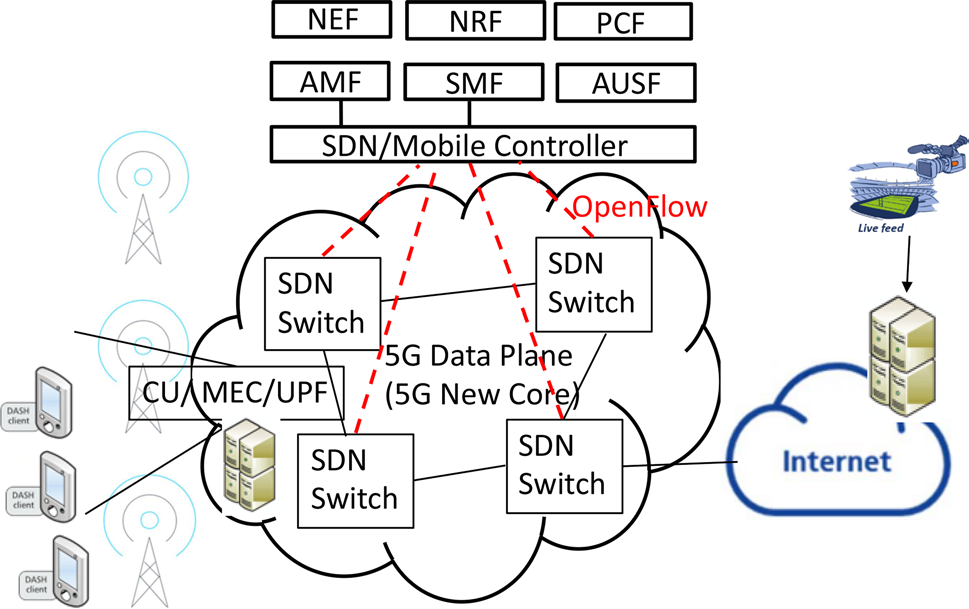 NEF
NRF
PCF
AMF
SMF
AUSF
SDN/Mobile Controller
OpenFlow
Live feed
SDN
Switch
SDN
Switch
5G Data Plane
(5G New Core)
CU/ MEC/UPF
DASH
client
SDN
Switch
SDN
Switch
Internet
DASH
client
DASH
client